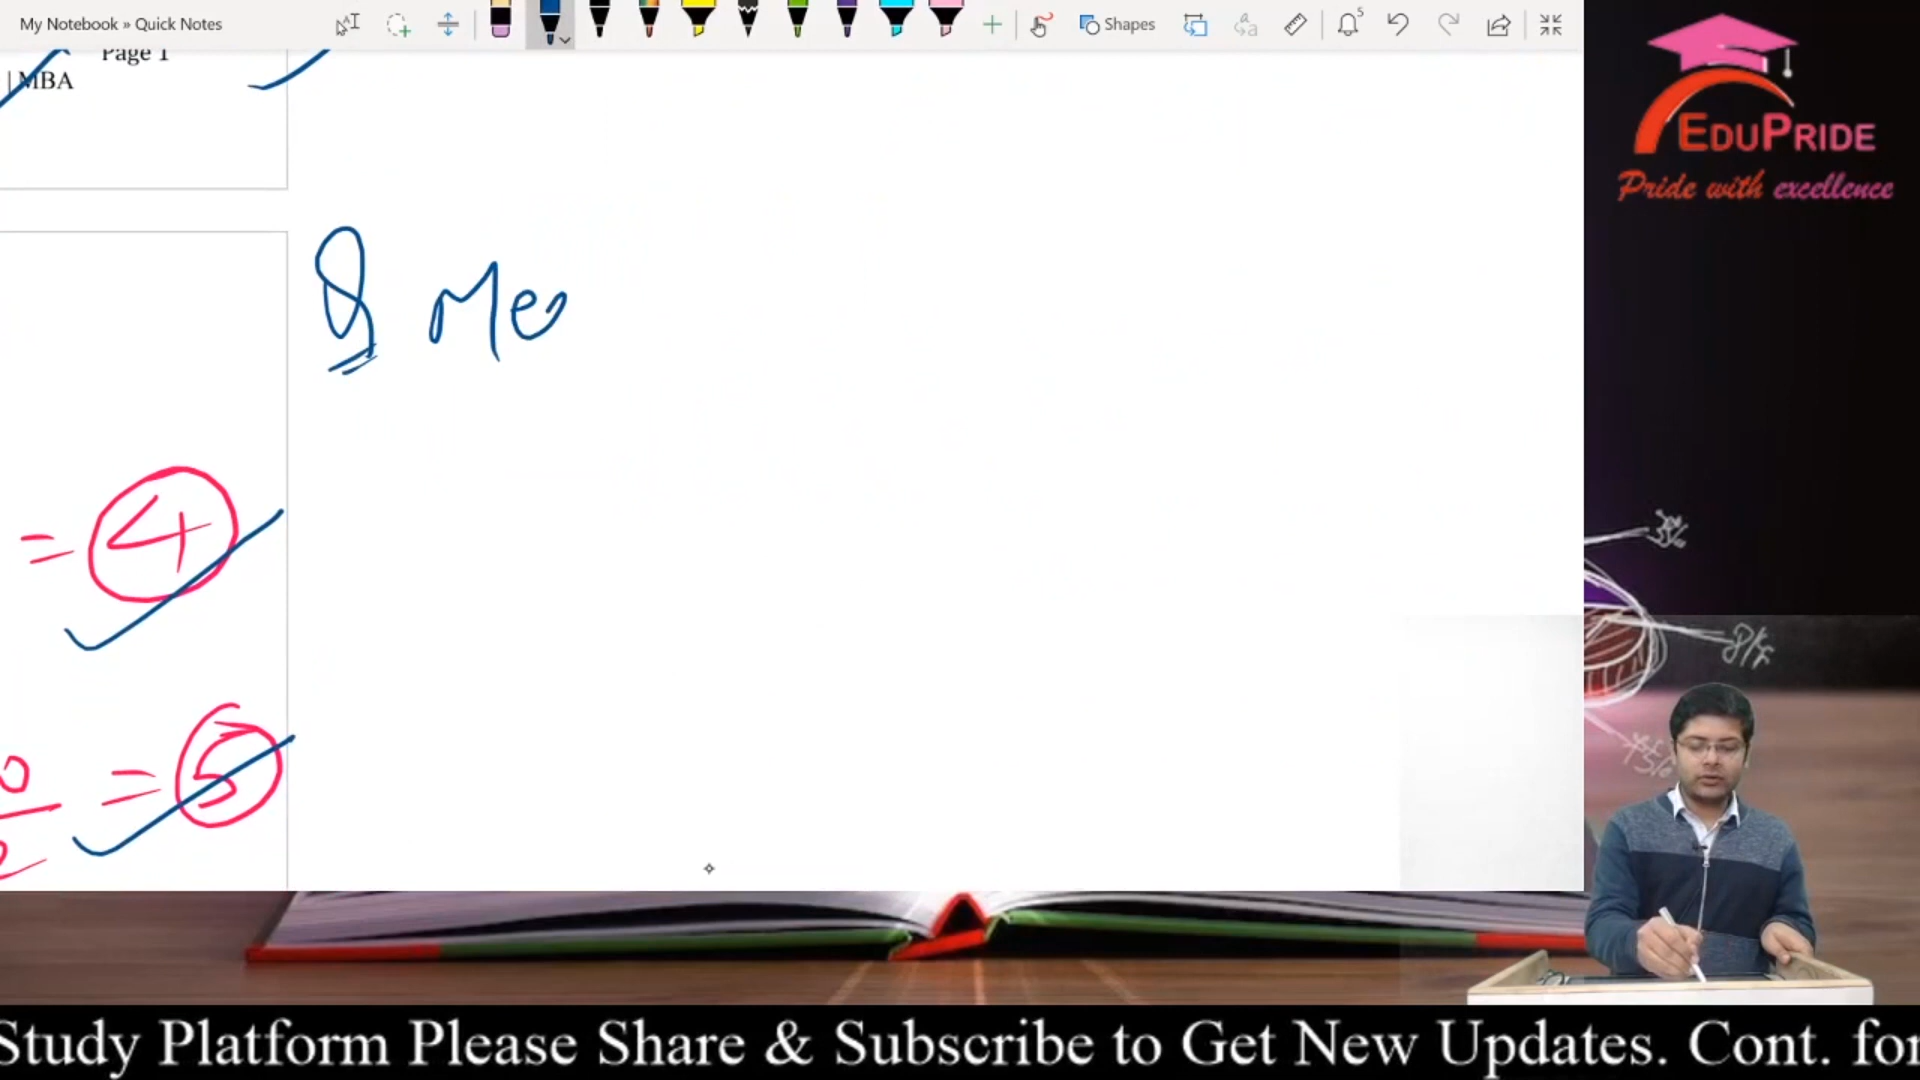 My Notebook » Quick Notes
Shapes
5
Page 1
| MBA
EDUPRIDE
Pride with excellence
Q Me
= 4
= 5
Study Platform Please Share & Subscribe to Get New Updates. Cont. for